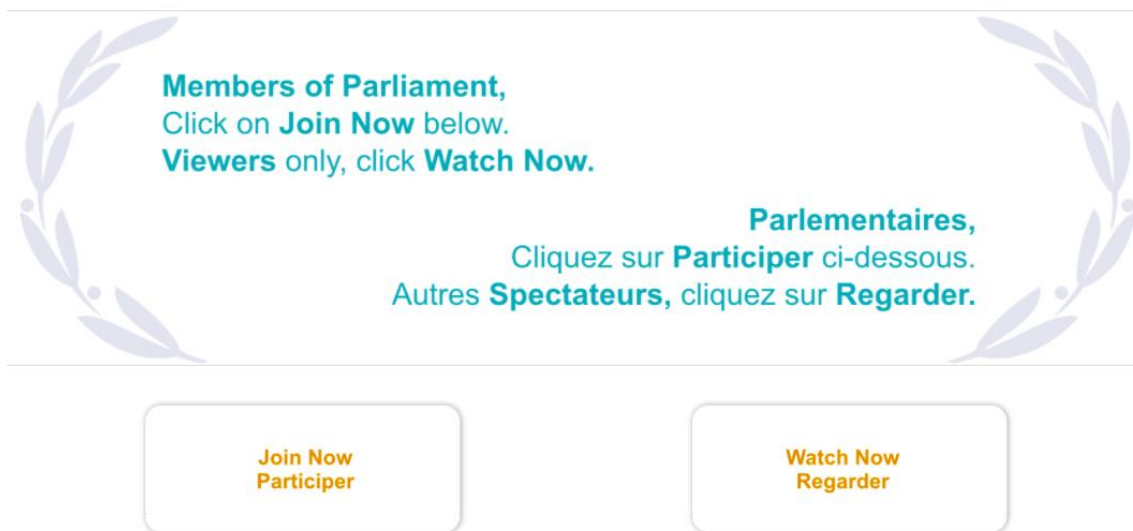 Members of Parliament,
Click on Join Now below.
Viewers only, click Watch Now.
Parlementaires,
Cliquez sur Participer ci-dessous.
Autres Spectateurs, cliquez sur Regarder.
Join Now
Participer
Watch Now
Regarder